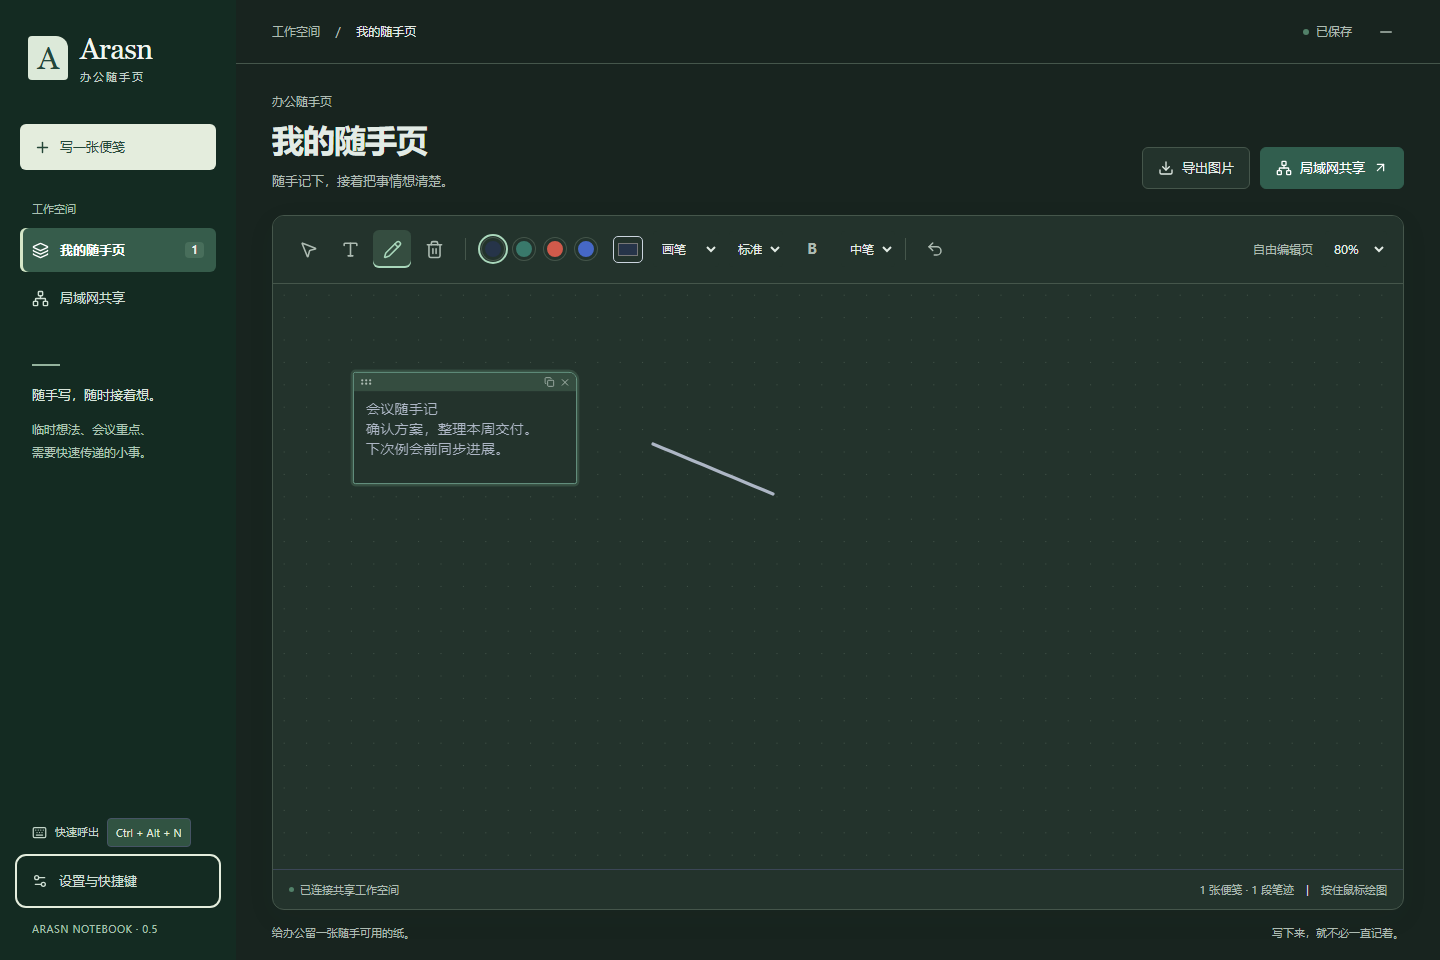 A
Arasn
办公随手页
写一张便笺
工作空间
我的随手页
1
局域网共享
随手写，随时接着想。
临时想法、会议重点、
需要快速传递的小事。
快速呼出 Ctrl + Alt + N
设置与快捷键
ARASN NOTEBOOK · 0.5
工作空间 / 我的随手页
已保存
办公随手页
我的随手页
随手记下，接着把事情想清楚。
导出图片
局域网共享
T
画笔
标准
B
中笔
自由编辑页
80%
会议随手记
确认方案，整理本周交付。
下次例会前同步进展。
已连接共享工作空间
1 张便笺 · 1 段笔迹 | 按住鼠标绘图
给办公留一张随手可用的纸。
写下来，就不必一直记着。